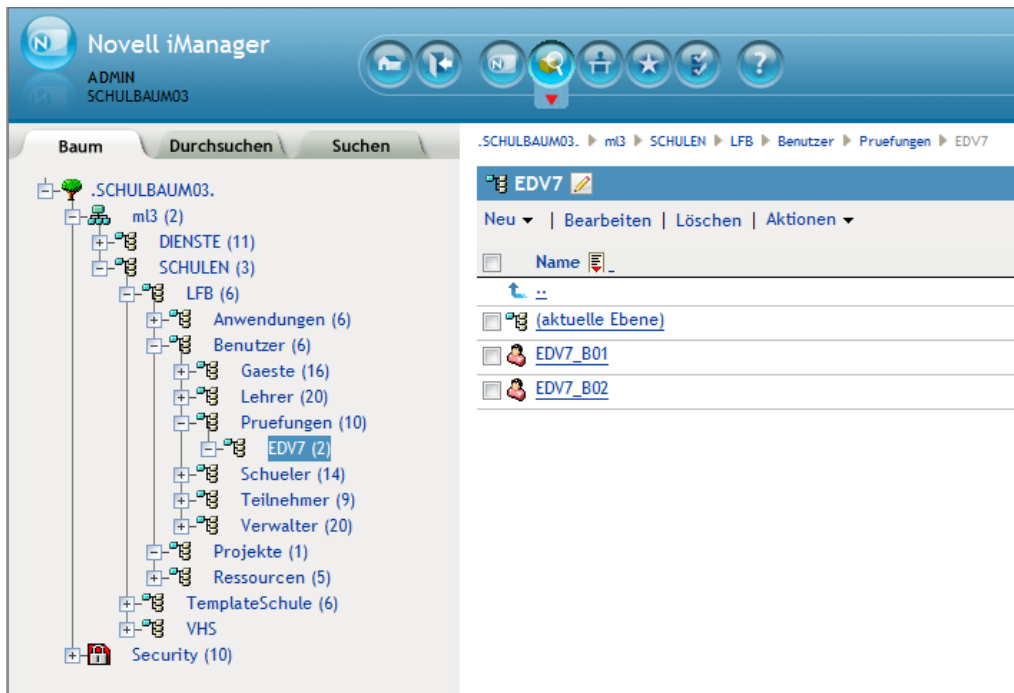 Novell iManager
ADMIN
SCHULBAUM03
N
?
Baum
Durchsuchen
Suchen
.SCHULBAUM03.
ml3 (2)
DIENSTE (11)
SCHULEN (3)
LFB (6)
Anwendungen (6)
Benutzer (6)
Gaeste (16)
Lehrer (20)
Pruefungen (10)
EDV7 (2)
Schueler (14)
Teilnehmer (9)
Verwalter (20)
Projekte (1)
Ressourcen (5)
TemplateSchule (6)
VHS
Security (10)
.SCHULBAUM03. ml3 SCHULEN LFB Benutzer Pruefungen EDV7
EDV7
Neu | Bearbeiten | Löschen | Aktionen
Name
..
(aktuelle Ebene)
EDV7_B01
EDV7_B02